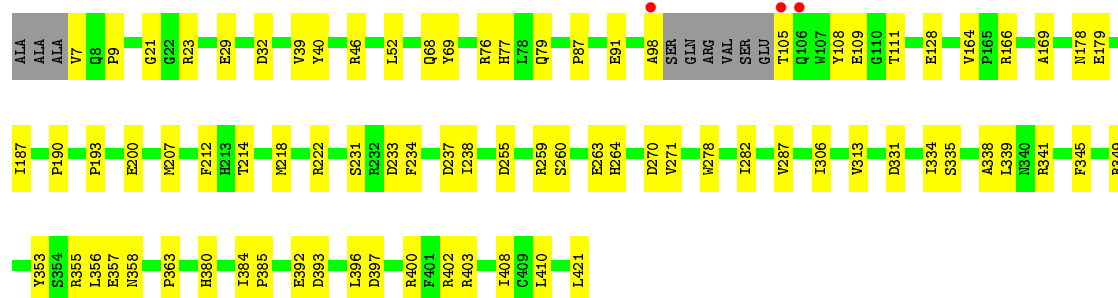 ALA ALA ALA V7 Q8 P9 G21 G22 R23 E29 D32 V39 Y40 R46 L52 Q68 Y69 R76 H77 L78 Q79 P87 E91 A98 SER GLN ARG VAL SER GLU T105 Q106 W107 Y108 E109 G110 T111 E128 V164 P165 R166 A169 N178 E179
I187 P190 P193 E200 M207 F212 H213 T214 M218 R222 S231 R232 D233 F234 D237 I238 D255 R259 S260 E263 H264 D270 V271 W278 I282 V287 I306 V313 D331 I334 S335 A338 L339 N340 R341 F345
Y353 S354 R355 L356 E357 N358 P363 H380 I384 P385 E392 D393 L396 D397 R400 F401 R402 R403 I408 C409 L410 L421